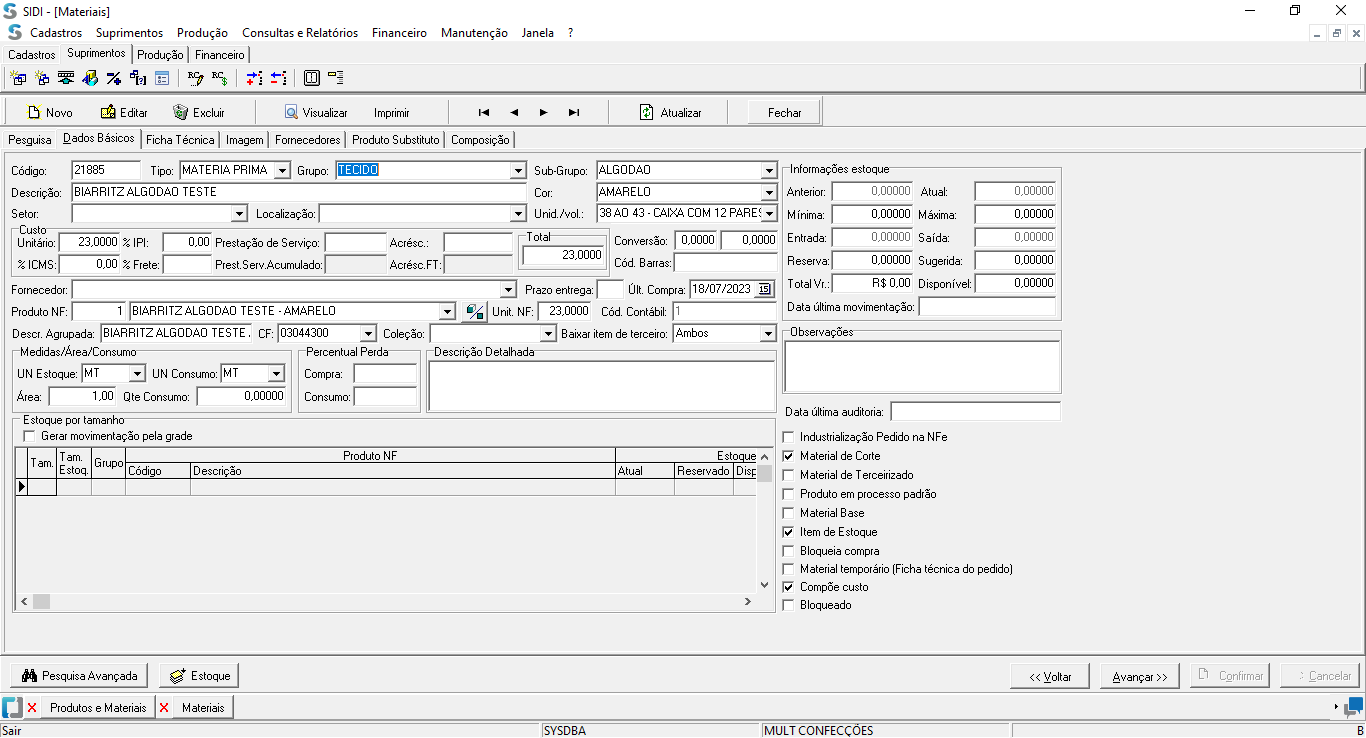 SIDI - [Materiais]
Cadastros Suprimentos Produção Consultas e Relatórios Financeiro Manutenção Janela ?
Cadastros Suprimentos Produção Financeiro
Novo Editar Excluir Visualizar Imprimir Atualizar Fechar
Pesquisa Dados Básicos Ficha Técnica Imagem Fornecedores Produto Substituto Composição
Código: 21885 Tipo: MATERIA PRIMA Grupo: TECIDO Sub-Grupo: ALGODAO
Descrição: BIARRITZ ALGODAO TESTE Cor: AMARELO
Setor: Localização: Unid./vol.: 38 AO 43 - CAIXA COM 12 PARES
Custo
Unitário: 23,0000 % IPI: 0,00 Prestação de Serviço: Acrésc.:
% ICMS: 0,00 % Frete: Prest.Serv.Acumulado: Acrésc.FT:
Total
23,0000
Conversão: 0,0000 0,0000
Cód. Barras:
Fornecedor: Prazo entrega: Últ. Compra: 18/07/2023 15
Produto NF: 1 BIARRITZ ALGODAO TESTE - AMARELO Unit. NF: 23,0000 Cód. Contábil: 1
Descr. Agrupada: BIARRITZ ALGODAO TESTE . CF: 03044300 Coleção: Baixar item de terceiro: Ambos
Medidas/Área/Consumo
UN Estoque: MT UN Consumo: MT
Área: 1,00 Qte Consumo: 0,00000
Percentual Perda
Compra:
Consumo:
Descrição Detalhada
Estoque por tamanho
Gerar movimentação pela grade
Tam. Tam. Estoq. Grupo Produto NF Estoque
Código Descrição Atual Reservado Disp
Informações estoque
Anterior: 0,00000 Atual: 0,00000
Mínima: 0,00000 Máxima: 0,00000
Entrada: 0,00000 Saída: 0,00000
Reserva: 0,00000 Sugerida: 0,00000
Total Vr.: R$ 0,00 Disponível: 0,00000
Data última movimentação:
Observações
Data última auditoria:
Industrialização Pedido na NFe
Material de Corte
Material de Terceirizado
Produto em processo padrão
Material Base
Item de Estoque
Bloqueia compra
Material temporário (Ficha técnica do pedido)
Compõe custo
Bloqueado
Pesquisa Avançada Estoque << Voltar Avançar >> Confirmar Cancelar
Produtos e Materiais Materiais
Sair SYSDBA MULT CONFECÇÕES B